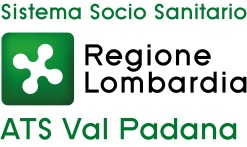 Sistema Socio Sanitario
Regione
Lombardia
ATS Val Padana